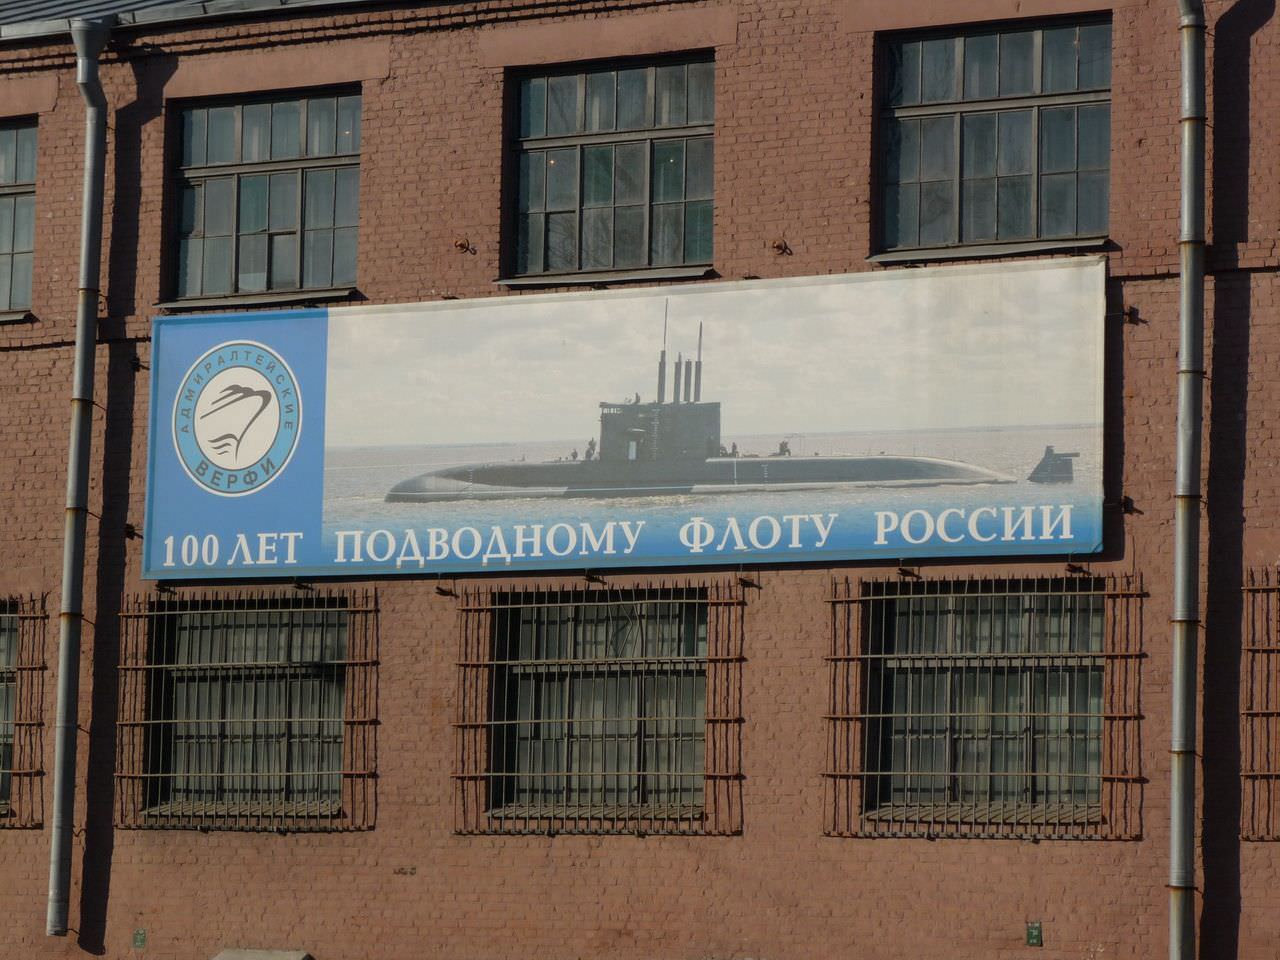 АДМИРАЛТЕЙСКИЕ
ВЕРФИ
100 ЛЕТ ПОДВОДНОМУ ФЛОТУ РОССИИ